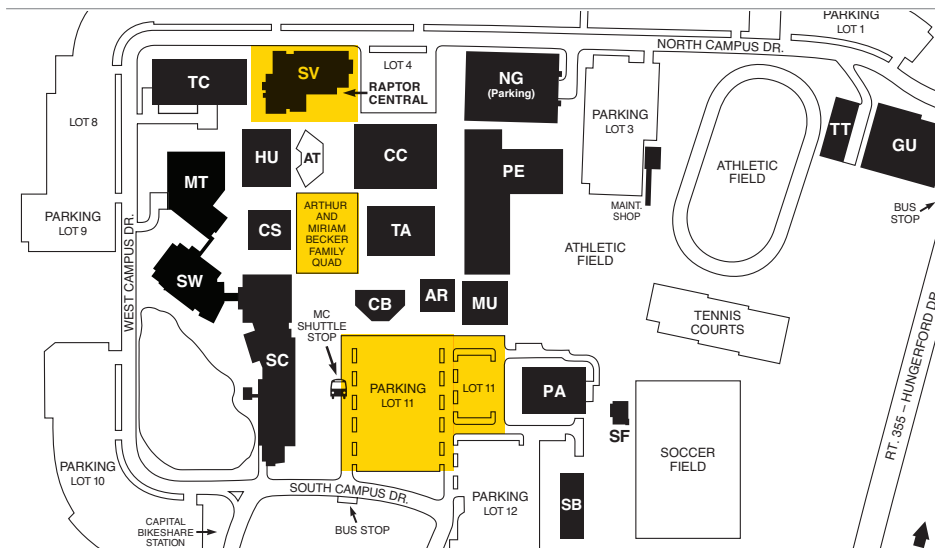 PARKING
LOT 1
NORTH CAMPUS DR.
SV
LOT 4
TC
RAPTOR
CENTRAL
NG
(Parking)
LOT 8
PARKING
LOT 3
TT
GU
HU
AT
CC
PE
MT
ATHLETIC
FIELD
MAINT.
SHOP
BUS
STOP
PARKING
LOT 9
ARTHUR
AND
MIRIAM
BECKER
FAMILY
QUAD
CS
TA
ATHLETIC
FIELD
WEST CAMPUS DR.
SW
CB
AR
MU
MC
SHUTTLE
STOP
TENNIS
COURTS
SC
PARKING
LOT 11
LOT 11
PA
SF
RT. 355 – HUNGERFORD DR.
SOCCER
FIELD
PARKING
LOT 10
SOUTH CAMPUS DR.
PARKING
LOT 12
SB
CAPITAL
BIKESHARE
STATION
BUS STOP